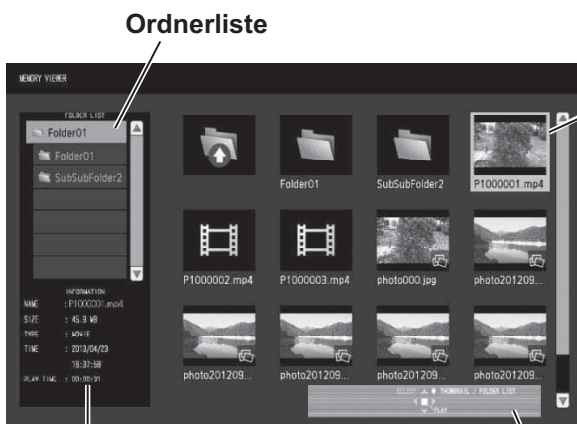 Ordnerliste
MEMORY VIEWER
FOLDER LIST
Folder01
Folder01
SubSubFolder2
Folder01
SubSubFolder2
P1000001.mp4
P1000002.mp4
P1000003.mp4
photo000.jpg
photo201209...
photo201209...
photo201209...
photo201209...
photo201209...
INFORMATION
NAME : P1000001.mp4
SIZE : 45.9 MB
TYPE : MOVIE
TIME : 2013/04/23
15:37:58
PLAY TIME : 00:00:31
SELECT THUMBNAIL / FOLDER LIST
PLAY